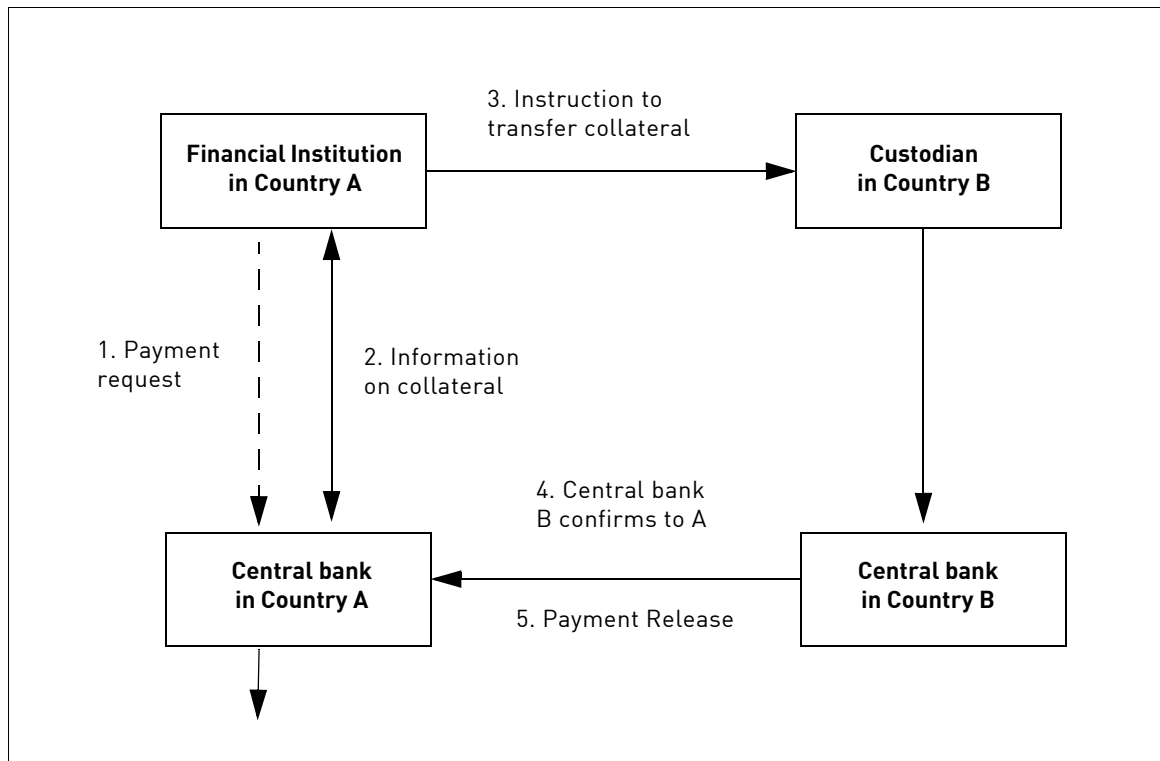 3. Instruction to
transfer collateral
Financial Institution
in Country A
Custodian
in Country B
1. Payment
request
2. Information
on collateral
4. Central bank
B confirms to A
Central bank
in Country A
Central bank
in Country B
5. Payment Release